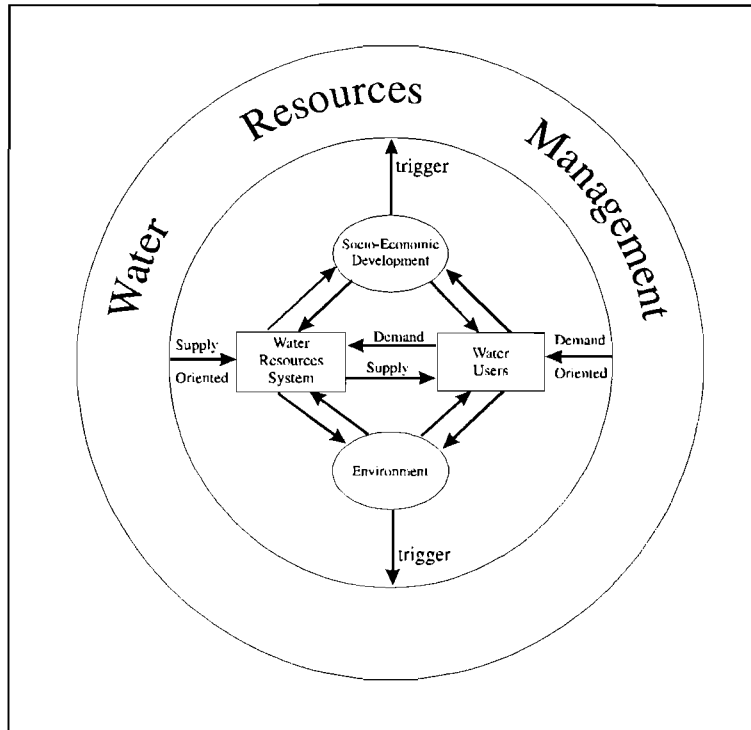 Water
Resources
Management
trigger
Socio-Economic
Development
Supply
Oriented
Water
Resources
System
Demand
Supply
Water
Users
Demand
Oriented
Environment
trigger